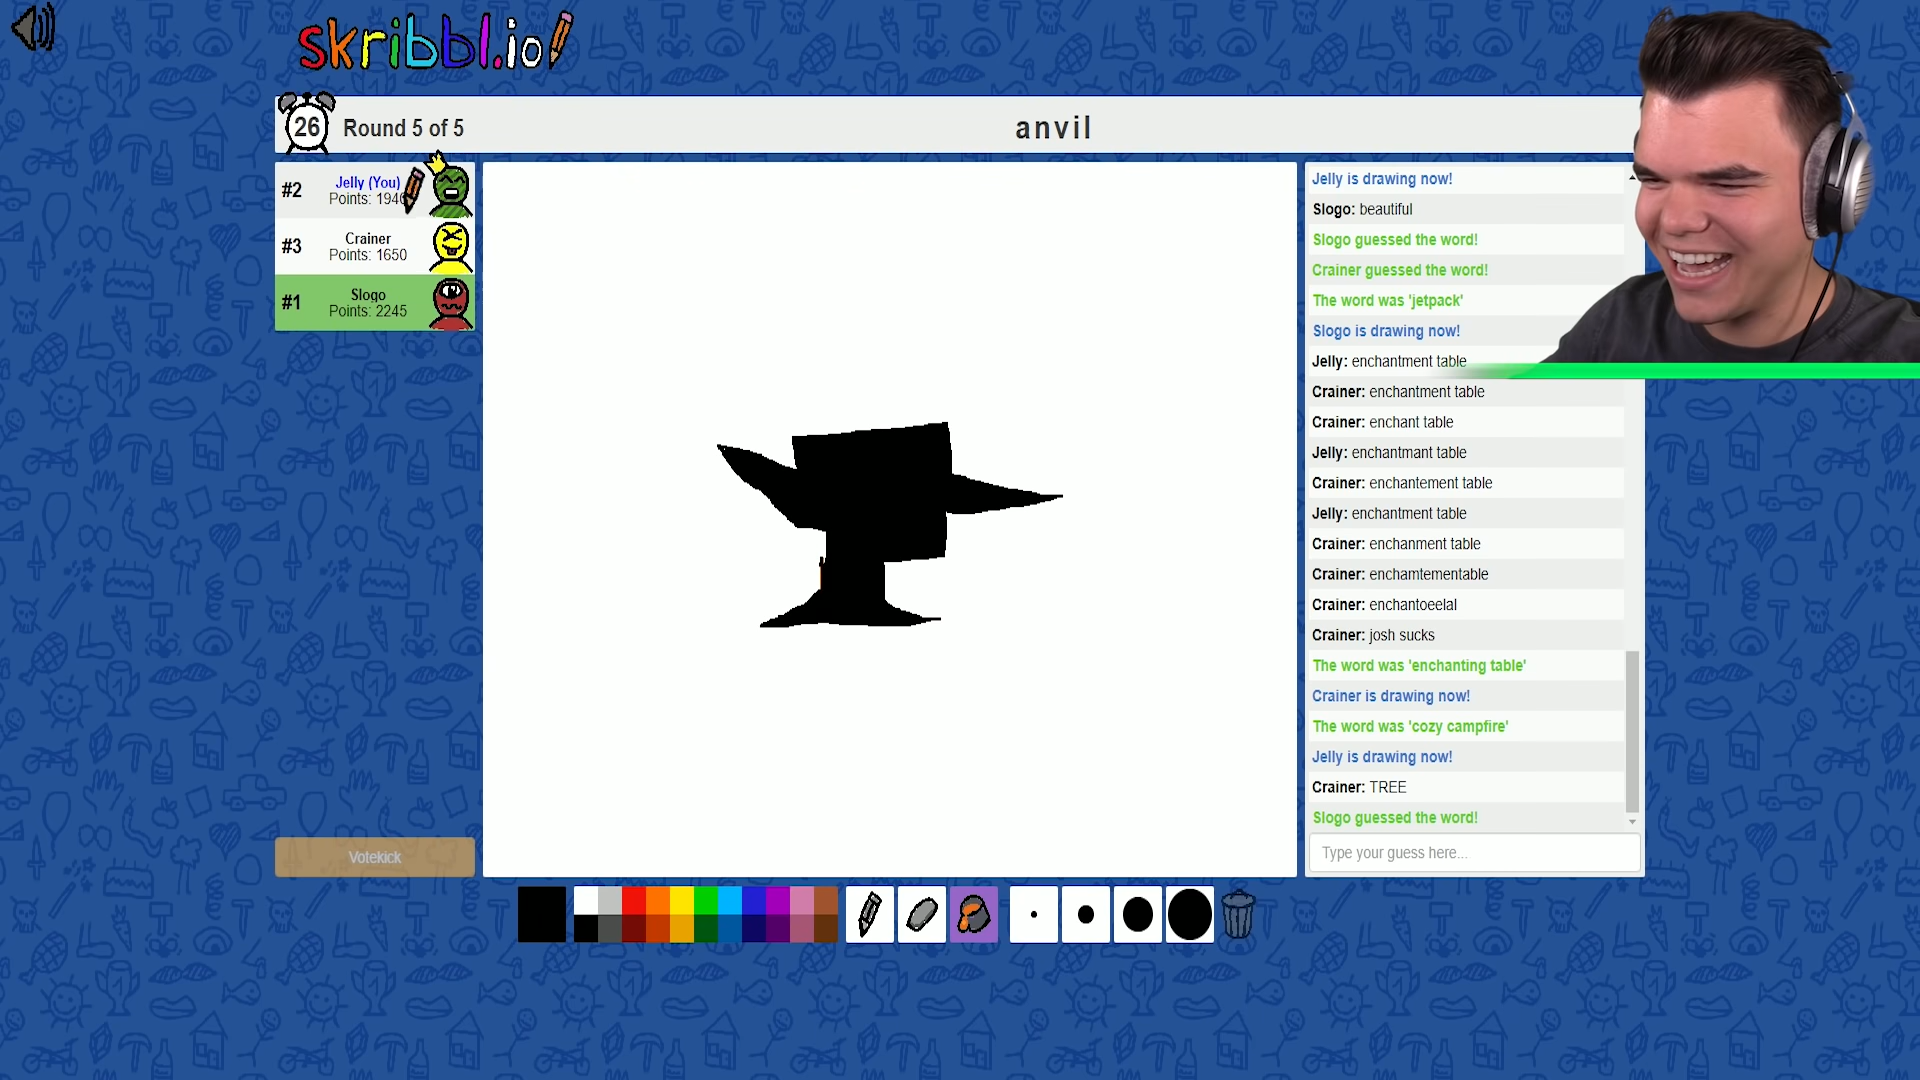 skribbl.io
26
Round 5 of 5
anvil
#2
Jelly (You)
Points: 1940
#3
Crainer
Points: 1650
#1
Slogo
Points: 2245
Votekick
Jelly is drawing now!
Slogo: beautiful
Slogo guessed the word!
Crainer guessed the word!
The word was 'jetpack'
Slogo is drawing now!
Jelly: enchantment table
Crainer: enchantment table
Crainer: enchant table
Jelly: enchantmant table
Crainer: enchantement table
Jelly: enchantment table
Crainer: enchanment table
Crainer: enchamtementable
Crainer: enchantoeelal
Crainer: josh sucks
The word was 'enchanting table'
Crainer is drawing now!
The word was 'cozy campfire'
Jelly is drawing now!
Crainer: TREE
Slogo guessed the word!
Type your guess here...